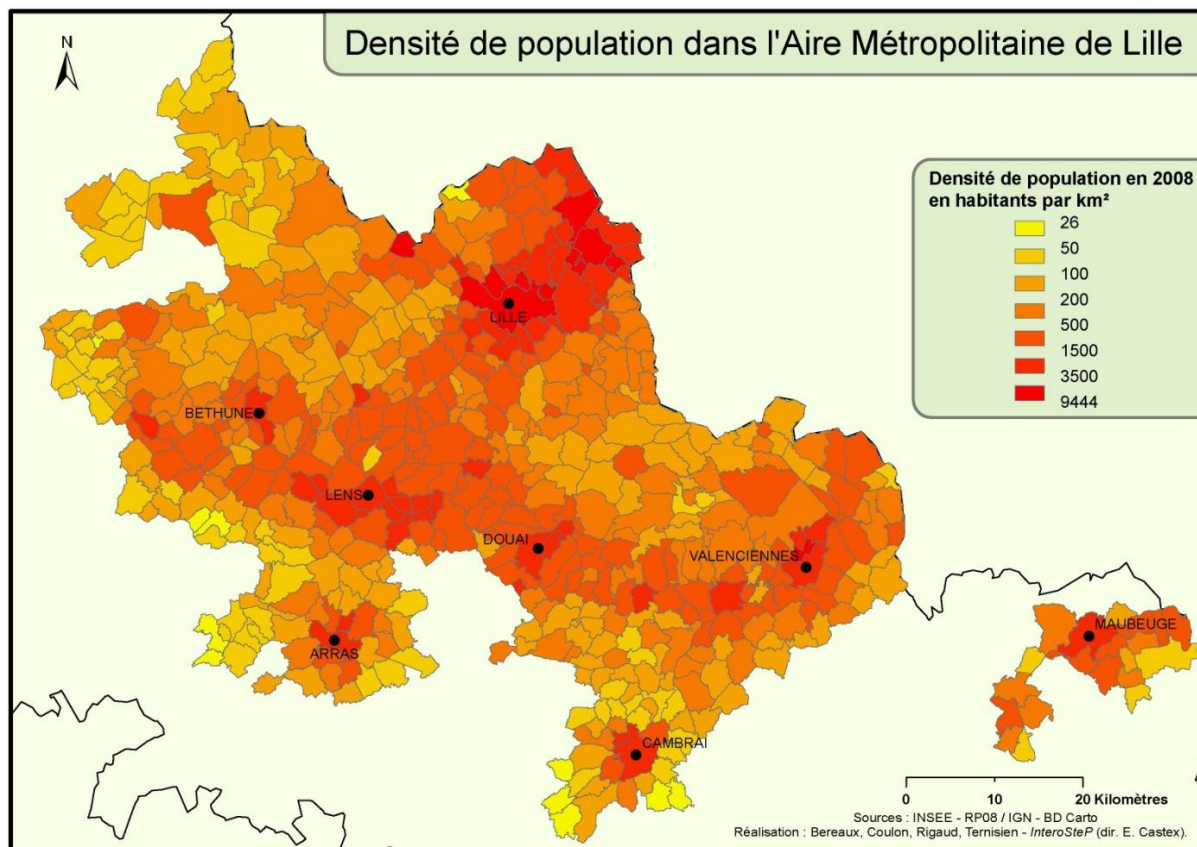 Densité de population dans l'Aire Métropolitaine de Lille
N
Densité de population en 2008
en habitants par km²
26
50
100
200
500
1500
3500
9444
LILLE
BETHUNE
LENS
DOUAI
VALENCIENNES
MAUBEUGE
ARRAS
CAMBRAI
0 10 20 Kilomètres
Sources : INSEE - RP08 / IGN - BD Carto
Réalisation : Bereaux, Coulon, Rigaud, Ternisien - InteroSteP (dir. E. Castex).